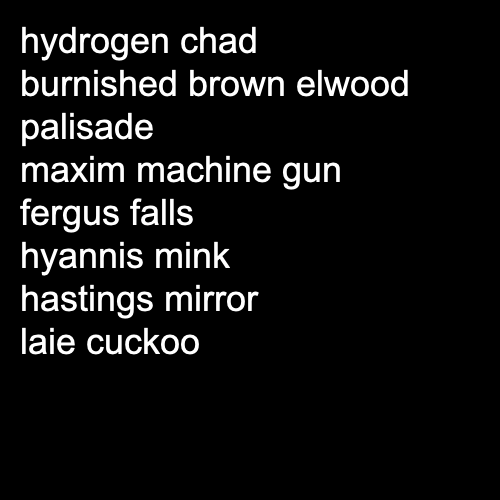 hydrogen chad
burnished brown elwood
palisade
maxim machine gun
fergus falls
hyannis mink
hastings mirror
laie cuckoo